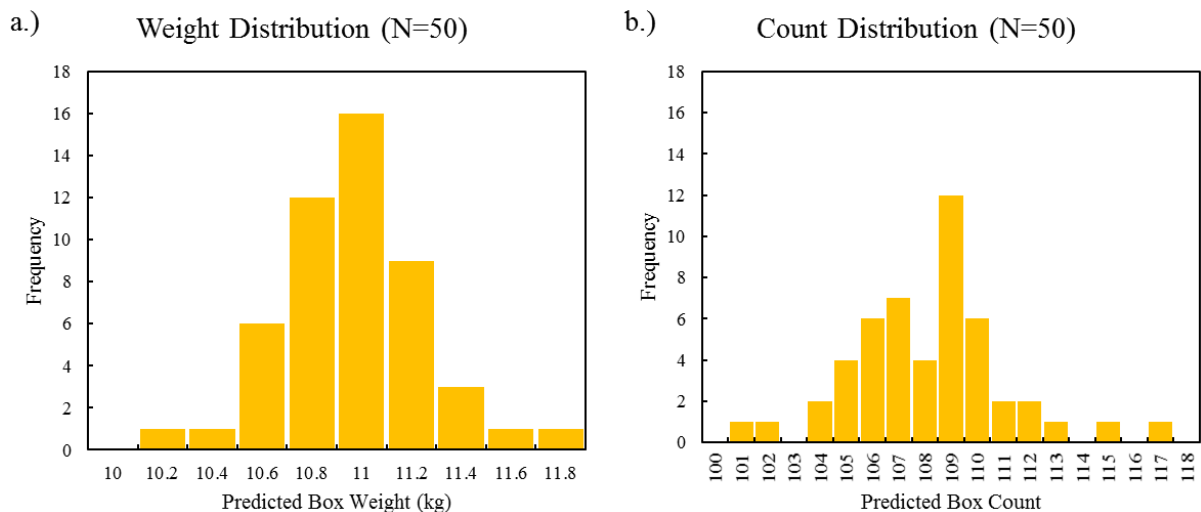 a.) Weight Distribution (N=50)
18
16
14
12
10
8
6
4
2
0
Frequency
10 10.2 10.4 10.6 10.8 11 11.2 11.4 11.6 11.8
Predicted Box Weight (kg)
b.) Count Distribution (N=50)
18
16
14
12
10
8
6
4
2
0
Frequency
100 101 102 103 104 105 106 107 108 109 110 111 112 113 114 115 116 117 118
Predicted Box Count